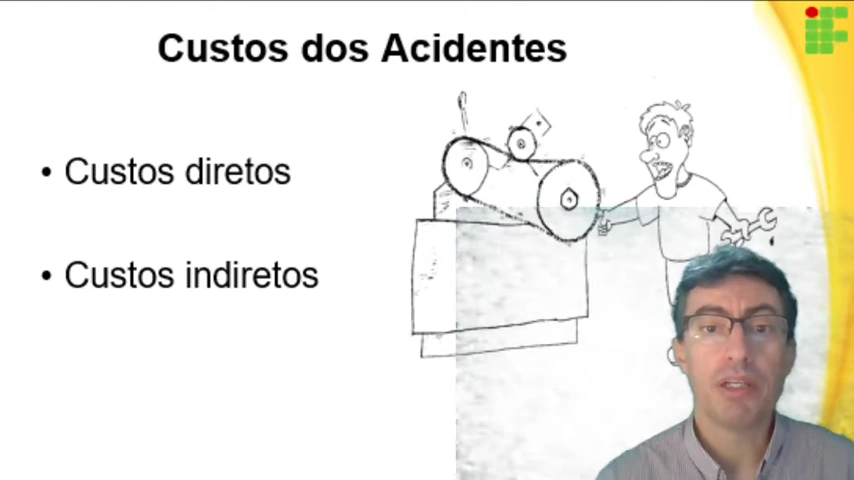 Custos dos Acidentes
• Custos diretos
• Custos indiretos